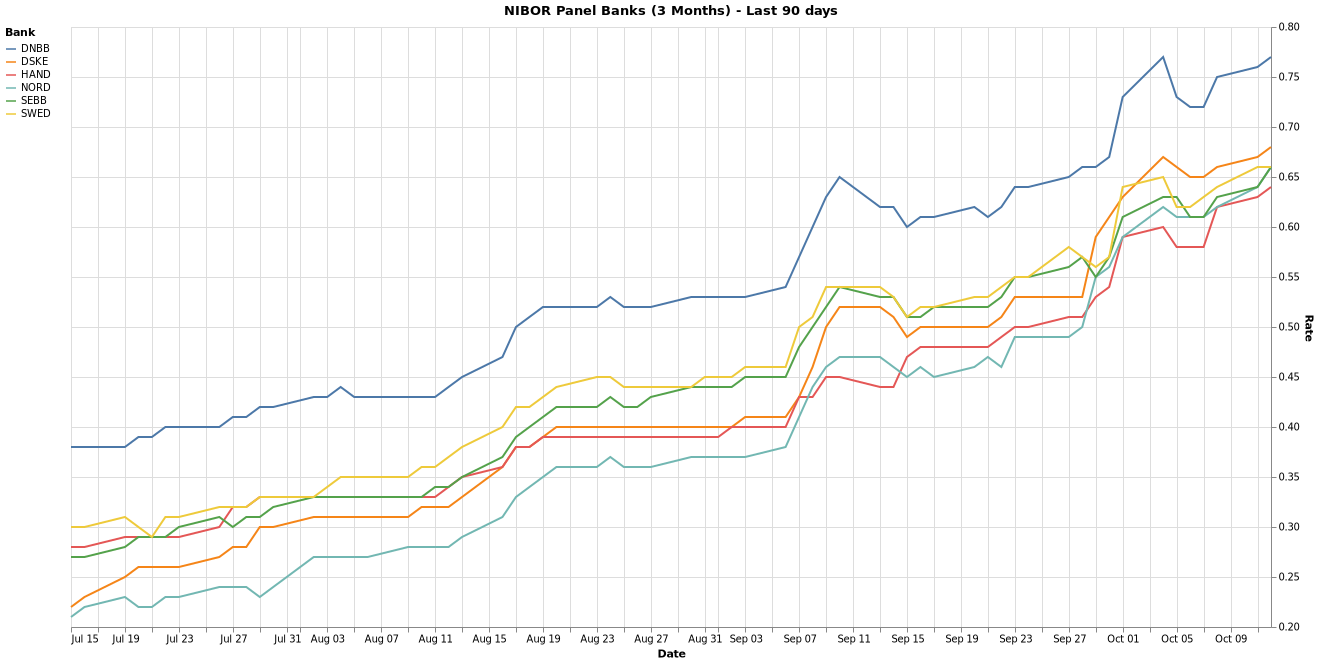 NIBOR Panel Banks (3 Months) - Last 90 days
Bank
DNBB
DSKE
HAND
NORD
SEBB
SWED
0.80
0.75
0.70
0.65
0.60
0.55
0.50
0.45
0.40
0.35
0.30
0.25
0.20
Rate
Jul 15 Jul 19 Jul 23 Jul 27 Jul 31 Aug 03 Aug 07 Aug 11 Aug 15 Aug 19 Aug 23 Aug 27 Aug 31 Sep 03 Sep 07 Sep 11 Sep 15 Sep 19 Sep 23 Sep 27 Oct 01 Oct 05 Oct 09
Date